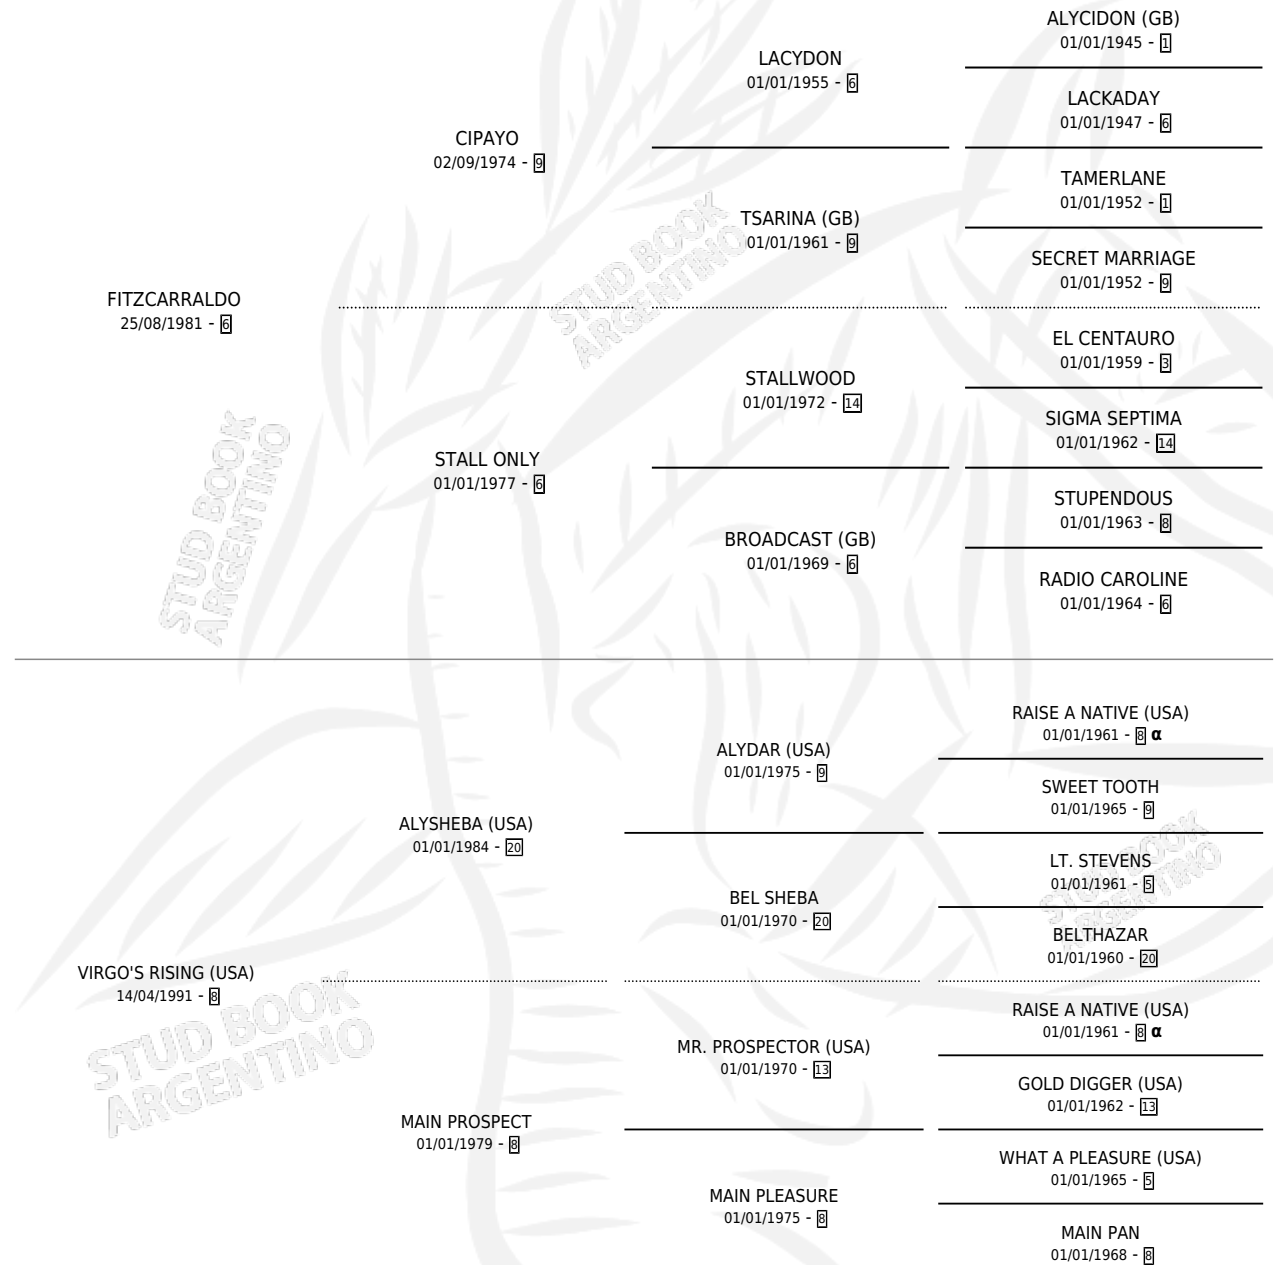 ALYCIDON (GB)
01/01/1945 - 1
LACYDON
01/01/1955 - 6
LACKADAY
01/01/1947 - 6
CIPAYO
02/09/1974 - 9
TAMERLANE
01/01/1952 - 1
TSARINA (GB)
01/01/1961 - 9
SECRET MARRIAGE
01/01/1952 - 9
FITZCARRALDO
25/08/1981 - 6
EL CENTAURO
01/01/1959 - 3
STALLWOOD
01/01/1972 - 14
SIGMA SEPTIMA
01/01/1962 - 14
STALL ONLY
01/01/1977 - 6
STUPENDOUS
01/01/1963 - 8
BROADCAST (GB)
01/01/1969 - 6
RADIO CAROLINE
01/01/1964 - 6
RAISE A NATIVE (USA)
01/01/1961 - 8 α
ALYDAR (USA)
01/01/1975 - 9
SWEET TOOTH
01/01/1965 - 9
ALYSHEBA (USA)
01/01/1984 - 20
LT. STEVENS
01/01/1961 - 5
BEL SHEBA
01/01/1970 - 20
BELTHAZAR
01/01/1960 - 20
VIRGO'S RISING (USA)
14/04/1991 - 8
RAISE A NATIVE (USA)
01/01/1961 - 8 α
MR. PROSPECTOR (USA)
01/01/1970 - 13
GOLD DIGGER (USA)
01/01/1962 - 13
MAIN PROSPECT
01/01/1979 - 8
WHAT A PLEASURE (USA)
01/01/1965 - 5
MAIN PLEASURE
01/01/1975 - 8
MAIN PAN
01/01/1968 - 8
STUD BOOK
ARGENTINO
STUD BOOK
ARGENTINO
STUD BOOK
ARGENTINO
STUD BOOK
ARGENTINO